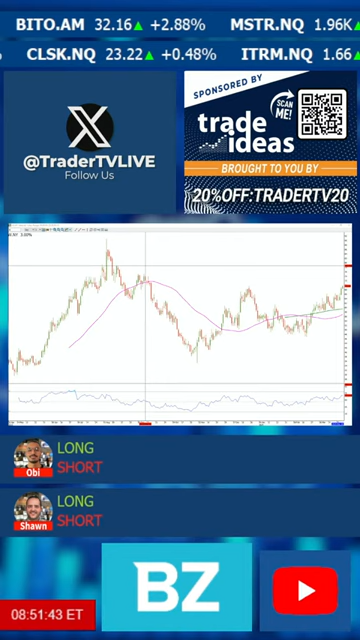 BITO.AM 32.16▲ +2.88% MSTR.NQ 1.96K
CLSK.NQ 23.22▲ +0.48% ITRM.NQ 1.66
@TraderTVLIVE
Follow Us
SPONSORED BY
SCAN ME!
trade ideas
BROUGHT TO YOU BY
20%OFF:TRADERTV20
LONG
SHORT
Obi
LONG
SHORT
Shawn
08:51:43 ET
BZ